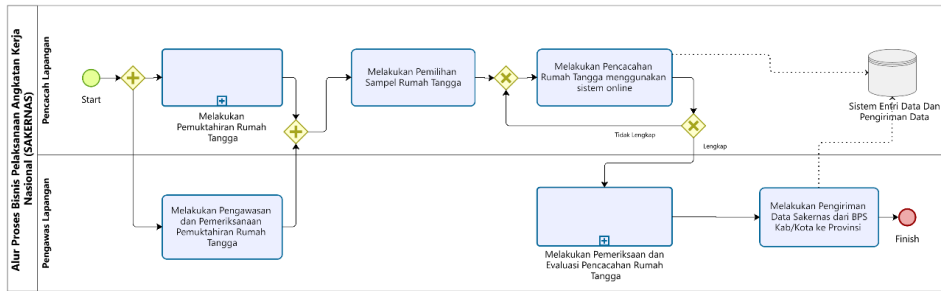 Alur Proses Bisnis Pelaksanaan Angkatan Kerja
Nasional (SAKERNAS)
Pencacah Lapangan
Start
Melakukan
Pemuktahiran Rumah
Tangga
Melakukan Pemilihan
Sampel Rumah Tangga
Melakukan Pencacahan
Rumah Tangga menggunakan
sistem online
Tidak Lengkap
Lengkap
Sistem Entri Data Dan
Pengiriman Data
Pengawas Lapangan
Melakukan Pengawasan
dan Pemeriksanaan
Pemuktahiran Rumah
Tangga
Melakukan Pemeriksaan dan
Evaluasi Pencacahan Rumah
Tangga
Melakukan Pengiriman
Data Sakernas dari BPS
Kab/Kota ke Provinsi
Finish